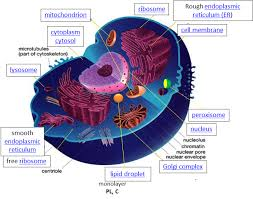 ribosome
Rough endoplasmic
reticulum (ER)
mitochondrion
cell membrane
cytoplasm
cytosol
microtubules
(part of cytoskeleton)
lysosome
peroxisome
nucleus
nucleolus
chromatin
nuclear pore
nuclear envelope
smooth
endoplasmic
reticulum
free ribosome
Golgi complex
centriole
lipid droplet
monolayer
PL, C